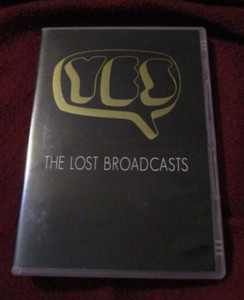 YES
THE LOST BROADCASTS